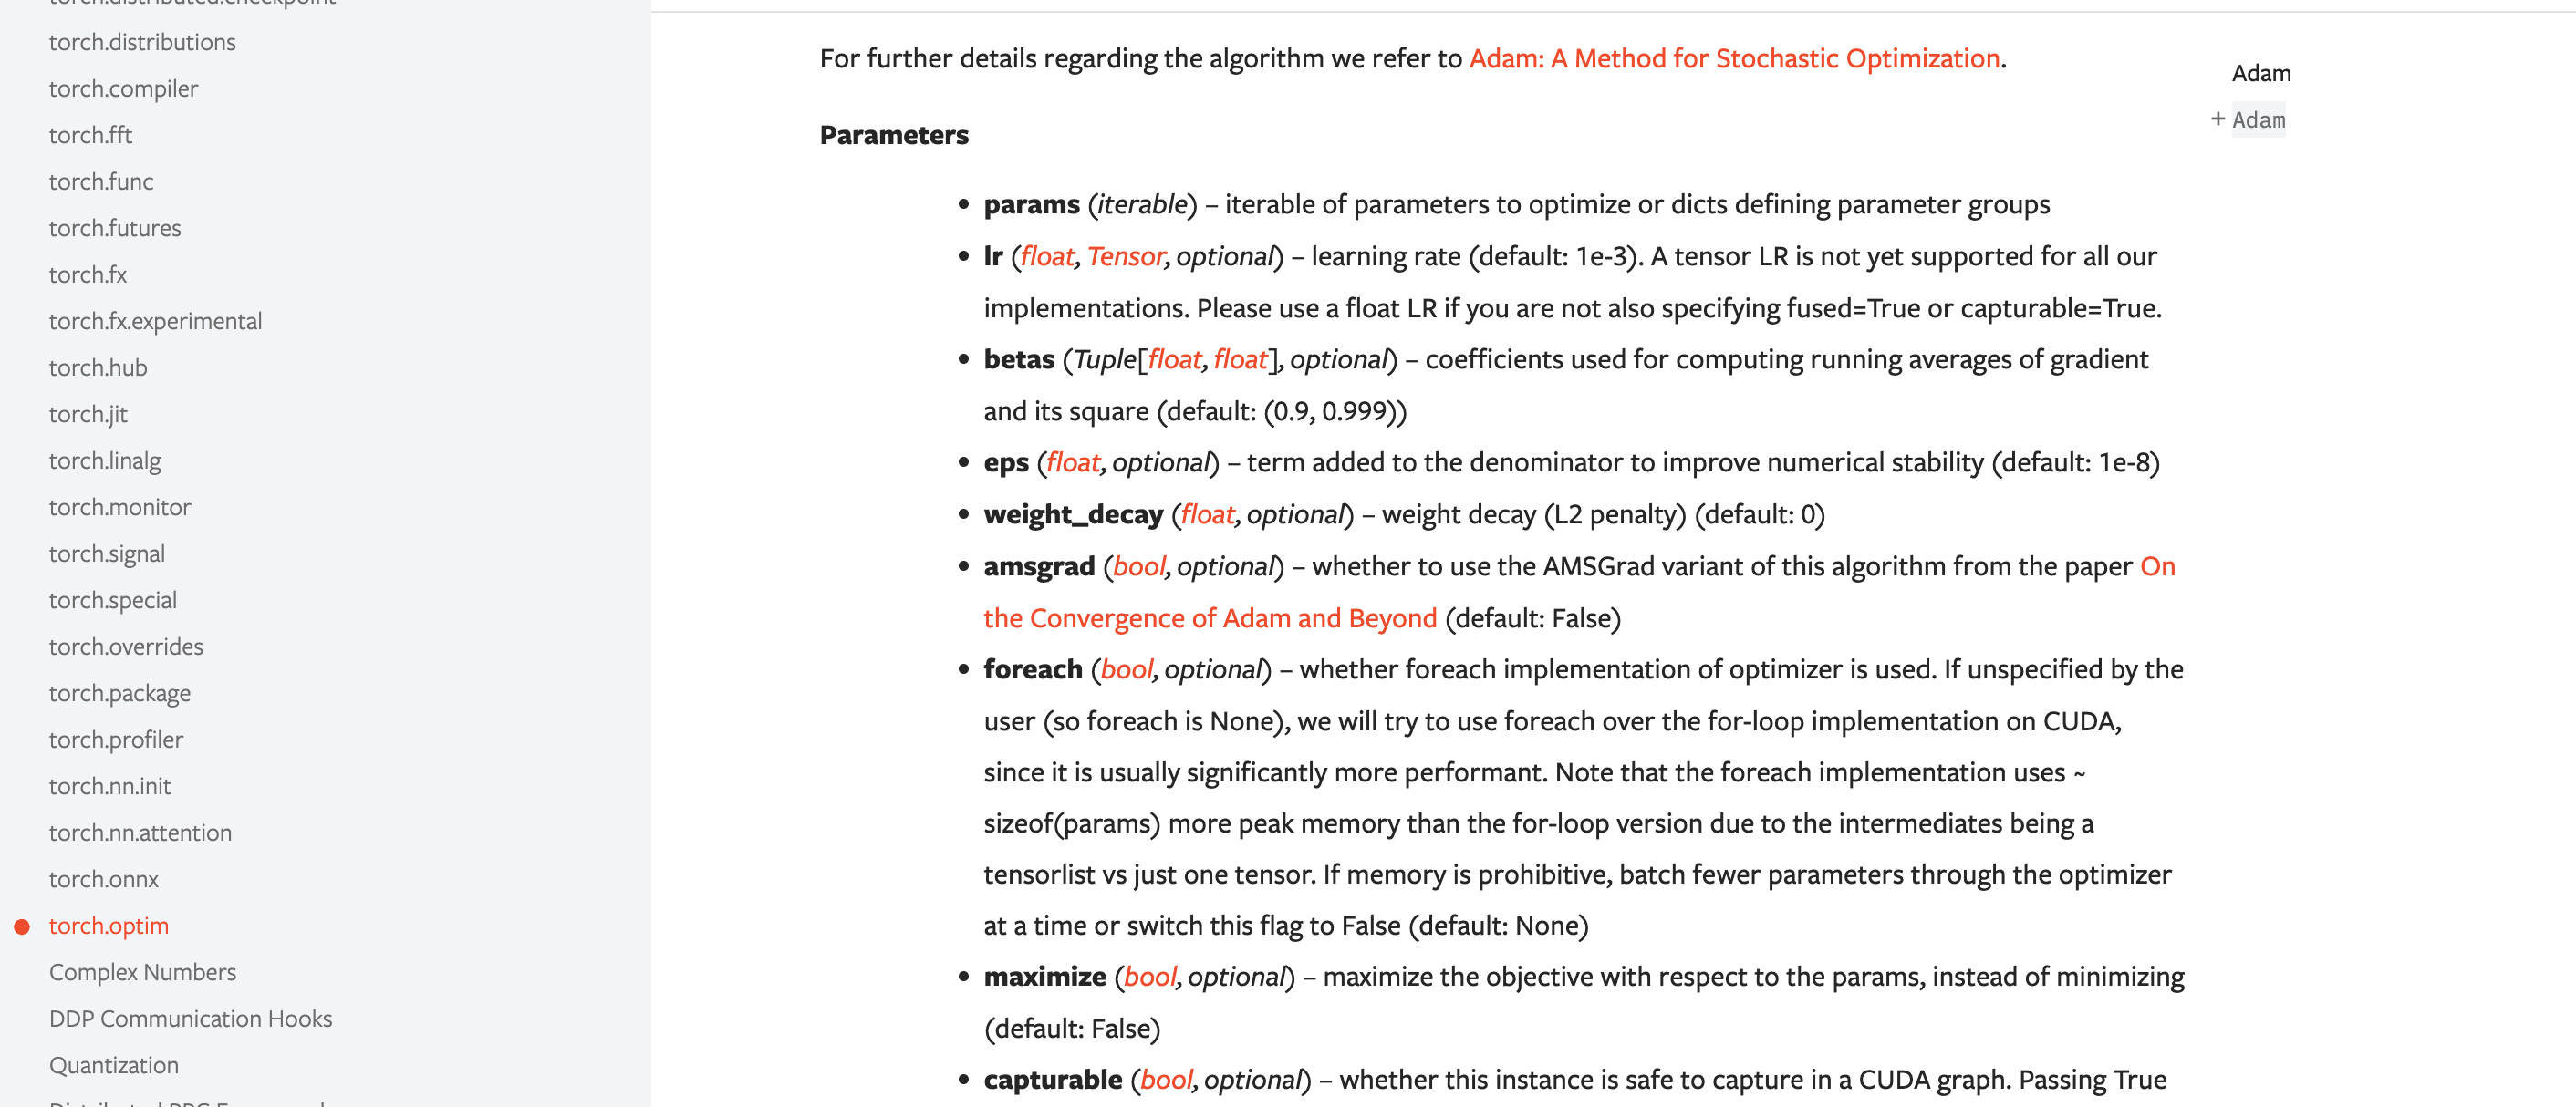 torch.distributed.checkpoint
torch.distributions
torch.compiler
torch.fft
torch.func
torch.futures
torch.fx
torch.fx.experimental
torch.hub
torch.jit
torch.linalg
torch.monitor
torch.signal
torch.special
torch.overrides
torch.package
torch.profiler
torch.nn.init
torch.nn.attention
torch.onnx
torch.optim
Complex Numbers
DDP Communication Hooks
Quantization
For further details regarding the algorithm we refer to Adam: A Method for Stochastic Optimization.
Parameters
• params (iterable) – iterable of parameters to optimize or dicts defining parameter groups
• lr (float, Tensor, optional) – learning rate (default: 1e-3). A tensor LR is not yet supported for all our
implementations. Please use a float LR if you are not also specifying fused=True or capturable=True.
• betas (Tuple[float, float], optional) – coefficients used for computing running averages of gradient
and its square (default: (0.9, 0.999))
• eps (float, optional) – term added to the denominator to improve numerical stability (default: 1e-8)
• weight_decay (float, optional) – weight decay (L2 penalty) (default: 0)
• amsgrad (bool, optional) – whether to use the AMSGrad variant of this algorithm from the paper On
the Convergence of Adam and Beyond (default: False)
• foreach (bool, optional) – whether foreach implementation of optimizer is used. If unspecified by the
user (so foreach is None), we will try to use foreach over the for-loop implementation on CUDA,
since it is usually significantly more performant. Note that the foreach implementation uses ~
sizeof(params) more peak memory than the for-loop version due to the intermediates being a
tensorlist vs just one tensor. If memory is prohibitive, batch fewer parameters through the optimizer
at a time or switch this flag to False (default: None)
• maximize (bool, optional) – maximize the objective with respect to the params, instead of minimizing
(default: False)
• capturable (bool, optional) – whether this instance is safe to capture in a CUDA graph. Passing True
Adam
+ Adam